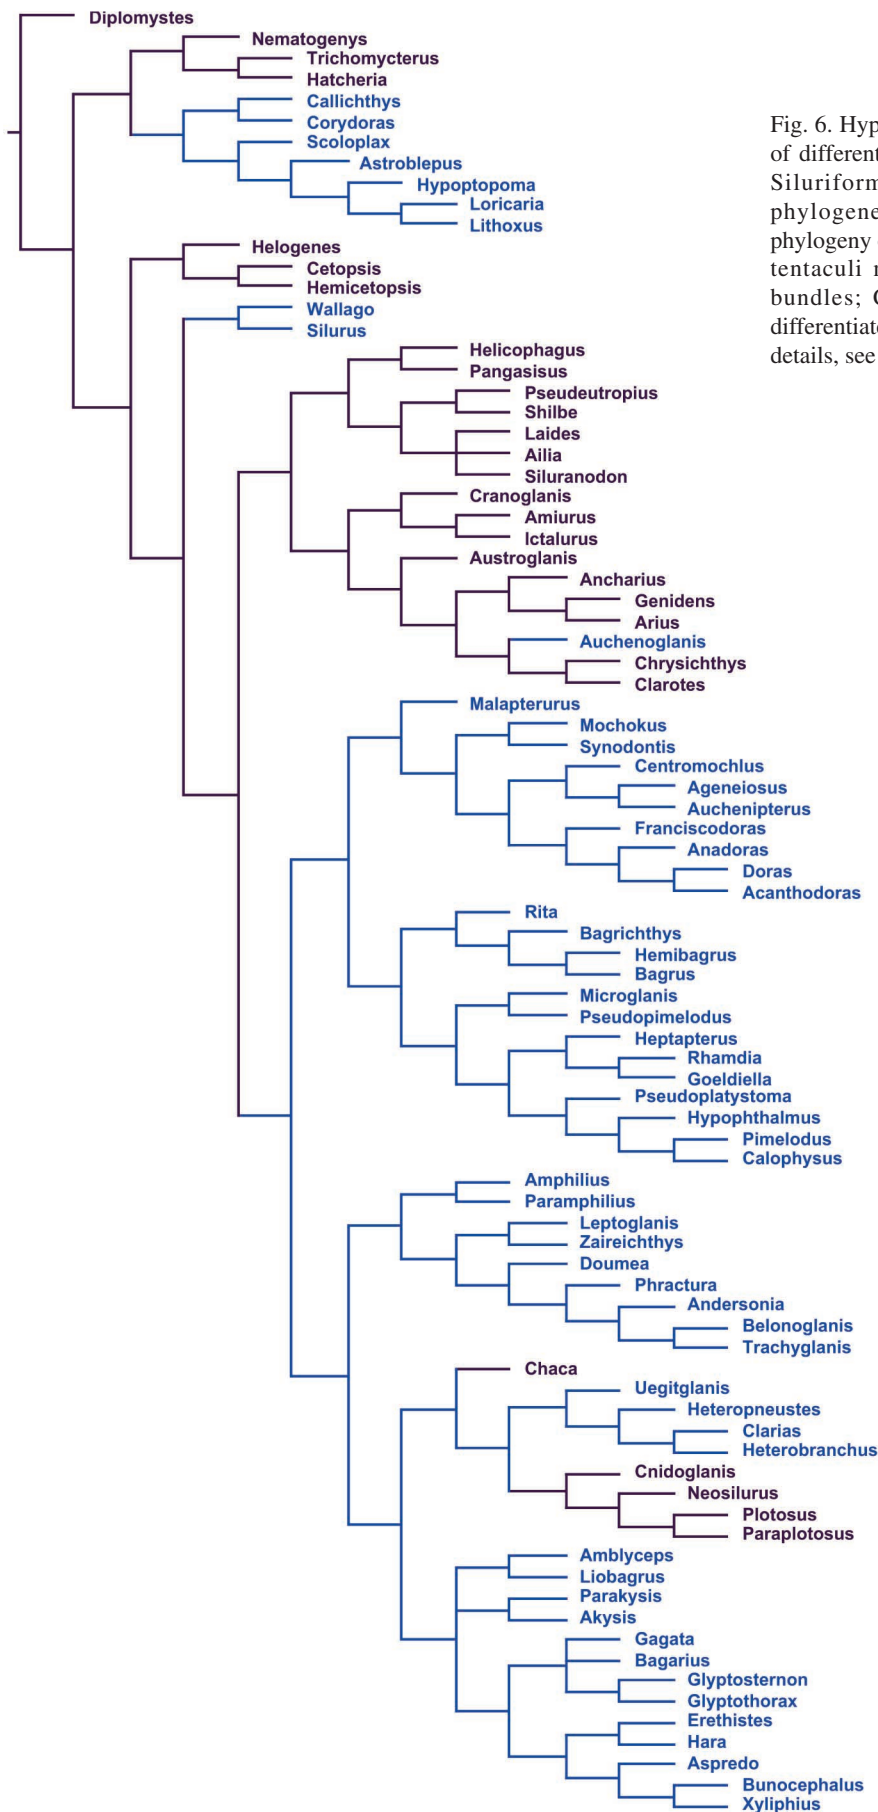 Diplomystes
Nematogenys
Trichomycterus
Hatcheria
Callichthys
Corydoras
Scoloplax
Astroblepus
Hypoptopoma
Loricaria
Lithoxus
Helogenes
Cetopsis
Hemicetopsis
Wallago
Silurus
Helicophagus
Pangasisus
Pseudeutropius
Shilbe
Laides
Ailia
Siluranodon
Cranoglanis
Amiurus
Ictalurus
Austroglanis
Ancharius
Genidens
Arius
Auchenoglanis
Chrysichthys
Clarotes
Malapterurus
Mochokus
Synodontis
Centromochlus
Ageneiosus
Auchenipterus
Franciscodoras
Anadoras
Doras
Acanthodoras
Rita
Bagrichthys
Hemibagrus
Bagrus
Microglanis
Pseudopimelodus
Heptapterus
Rhamdia
Goeldiella
Pseudoplatystoma
Hypophthalmus
Pimelodus
Calophysus
Amphilius
Paramphilius
Leptoglanis
Zaireichthys
Doumea
Phractura
Andersonia
Belonoglanis
Trachyglanis
Chaca
Uegitglanis
Heteropneustes
Clarias
Heterobranchus
Cnidoglanis
Neosilurus
Plotosus
Paraplotosus
Amblyceps
Liobagrus
Parakysis
Akysis
Gagata
Bagarius
Glyptosternon
Glyptothorax
Erethistes
Hara
Aspredo
Bunocephalus
Xyliphius
Fig. 6. Hyp
of different
Siluriform
phylogene
phylogeny
tentaculi
bundles;
differentiate
details, see